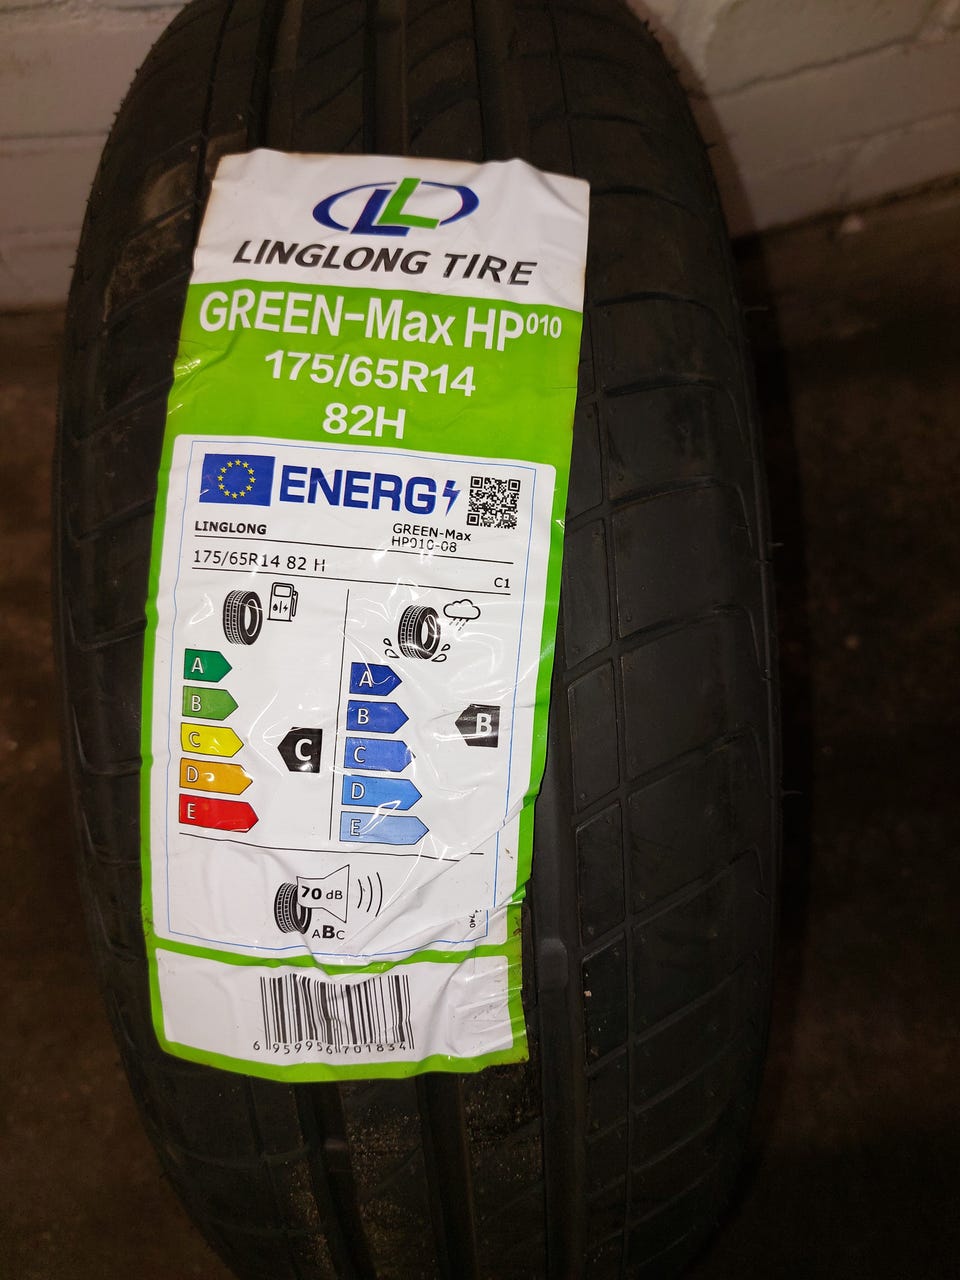 LINGLONG TIRE
GREEN-Max HP010
175/65R14
82H
ENERG
LINGLONG
GREEN-Max
HP010-08
175/65R14 82 H
C1
A
B
C
D
E
C
A
B
C
D
E
B
70 dB
ABC
6 959956 701834